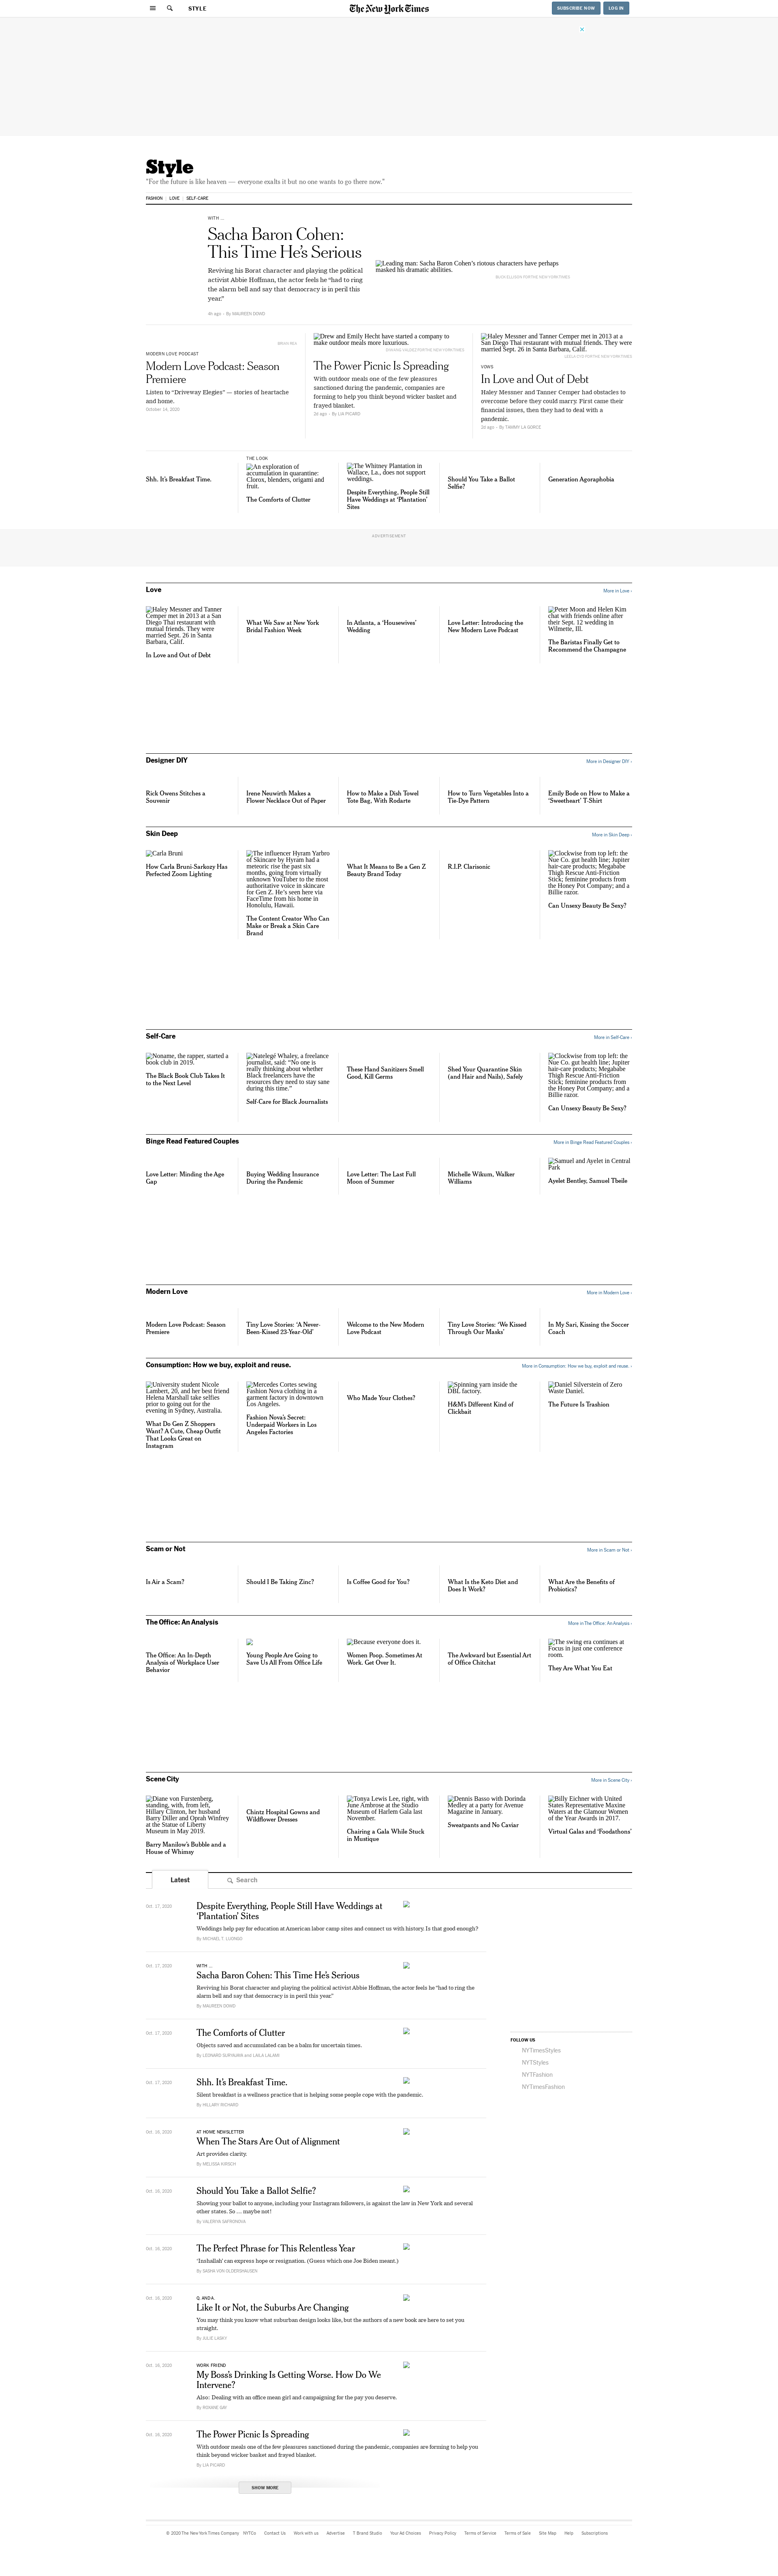 STYLE
The New York Times
SUBSCRIBE NOW
LOG IN
Style
"For the future is like heaven — everyone exalts it but no one wants to go there now."
FASHION
LOVE
SELF-CARE
WITH ...
Sacha Baron Cohen:
This Time He's Serious
Reviving his Borat character and playing the political
activist Abbie Hoffman, the actor feels he "had to ring
the alarm bell and say that democracy is in peril this
year."
4h ago · By MAUREEN DOWD
Leading man: Sacha Baron Cohen's riotous characters have perhaps
masked his dramatic abilities.
BUCK ELLISON FOR THE NEW YORK TIMES
BRIAN REA
MODERN LOVE PODCAST
Modern Love Podcast: Season
Premiere
Listen to "Driveway Elegies" — stories of heartache
and home.
October 14, 2020
Drew and Emily Hecht have started a company to
make outdoor meals more luxurious.
The Power Picnic Is Spreading
With outdoor meals one of the few pleasures
sanctioned during the pandemic, companies are
forming to help you think beyond wicker basket and
frayed blanket.
2d ago · By LIA PICARD
Haley Messner and Tanner Cemper met in 2013 at a
San Diego Thai restaurant with mutual friends. They were
married Sept. 26 in Santa Barbara, Calif.
VOWS
In Love and Out of Debt
Haley Messner and Tanner Cemper had obstacles to
overcome before they could marry. First came their
financial issues, then they had to deal with a
pandemic.
2d ago · By TAMMY LA GORCE
Shh. It's Breakfast Time.
THE LOOK
An exploration of
accumulation in quarantine:
Clorox, blenders, origami and
fruit.
The Comforts of Clutter
The Whitney Plantation in
Wallace, La., does not support
weddings.
Despite Everything, People Still
Have Weddings at 'Plantation'
Sites
Should You Take a Ballot
Selfie?
Generation Agoraphobia
ADVERTISEMENT
Love
More in Love ›
Haley Messner and Tanner
Cemper met in 2013 at a San
Diego Thai restaurant with
mutual friends. They were
married Sept. 26 in Santa
Barbara, Calif.
In Love and Out of Debt
What We Saw at New York
Bridal Fashion Week
In Atlanta, a 'Housewives'
Wedding
Love Letter: Introducing the
New Modern Love Podcast
Peter Moon and Helen Kim
chat with friends online after
their Sept. 12 wedding in
Wilmette, Ill.
The Baristas Finally Get to
Recommend the Champagne
Designer DIY
More in Designer DIY ›
Rick Owens Stitches a
Souvenir
Irene Neuwirth Makes a
Flower Necklace Out of Paper
How to Make a Dish Towel
Tote Bag, With Rodarte
How to Turn Vegetables Into a
Tie-Dye Pattern
Emily Bode on How to Make a
'Sweetheart' T-Shirt
Skin Deep
More in Skin Deep ›
Carla Bruni
How Carla Bruni-Sarkozy Has
Perfected Zoom Lighting
The influencer Hyram Yarbro
of Skincare by Hyram had a
meteoric rise the past six
months, going from virtually
unknown YouTuber to the most
authoritative voice in skincare
for Gen Z. He's seen here via
FaceTime from his home in
Honolulu, Hawaii.
The Content Creator Who Can
Make or Break a Skin Care
Brand
What It Means to Be a Gen Z
Beauty Brand Today
R.I.P. Clarisonic
Clockwise from top left: the
Nue Co. gut health line; Jupiter
hair-care products; Megababe
Thigh Rescue Anti-Friction
Stick; feminine products from
the Honey Pot Company; and a
Billie razor.
Can Unsexy Beauty Be Sexy?
Self-Care
More in Self-Care ›
Noname, the rapper, started a
book club in 2019.
The Black Book Club Takes It
to the Next Level
Natelegé Whaley, a freelance
journalist, said: "No one is
really thinking about whether
Black freelancers have the
resources they need to stay sane
during this time."
Self-Care for Black Journalists
These Hand Sanitizers Smell
Good, Kill Germs
Shed Your Quarantine Skin
(and Hair and Nails), Safely
Clockwise from top left: the
Nue Co. gut health line; Jupiter
hair-care products; Megababe
Thigh Rescue Anti-Friction
Stick; feminine products from
the Honey Pot Company; and a
Billie razor.
Can Unsexy Beauty Be Sexy?
Binge Read Featured Couples
More in Binge Read Featured Couples ›
Love Letter: Minding the Age
Gap
Buying Wedding Insurance
During the Pandemic
Love Letter: The Last Full
Moon of Summer
Michelle Wikum, Walker
Williams
Samuel and Ayelet in Central
Park
Ayelet Bentley, Samuel Tbeile
Modern Love
More in Modern Love ›
Modern Love Podcast: Season
Premiere
Tiny Love Stories: 'A Never-
Been-Kissed 23-Year-Old'
Welcome to the New Modern
Love Podcast
Tiny Love Stories: 'We Kissed
Through Our Masks'
In My Sari, Kissing the Soccer
Coach
Consumption: How we buy, exploit and reuse.
More in Consumption: How we buy, exploit and reuse. ›
University student Nicole
Lambert, 20, and her best friend
Helena Marshall take selfies
prior to going out for the
evening in Sydney, Australia.
What Do Gen Z Shoppers
Want? A Cute, Cheap Outfit
That Looks Great on
Instagram
Mercedes Cortes sewing
Fashion Nova clothing in a
garment factory in downtown
Los Angeles.
Fashion Nova's Secret:
Underpaid Workers in Los
Angeles Factories
Who Made Your Clothes?
Spinning yarn inside the
DBL factory.
H&M's Different Kind of
Clickbait
Daniel Silverstein of Zero
Waste Daniel.
The Future Is Trashion
Scam or Not
More in Scam or Not ›
Is Air a Scam?
Should I Be Taking Zinc?
Is Coffee Good for You?
What Is the Keto Diet and
Does It Work?
What Are the Benefits of
Probiotics?
The Office: An Analysis
More in The Office: An Analysis ›
The Office: An In-Depth
Analysis of Workplace User
Behavior
Young People Are Going to
Save Us All From Office Life
Because everyone does it.
Women Poop. Sometimes At
Work. Get Over It.
The Awkward but Essential Art
of Office Chitchat
The swing era continues at
Focus in just one conference
room.
They Are What You Eat
Scene City
More in Scene City ›
Diane von Furstenberg,
standing, with, from left,
Hillary Clinton, her husband
Barry Diller and Oprah Winfrey
at the Statue of Liberty
Museum in May 2019.
Barry Manilow's Bubble and a
House of Whimsy
Chintz Hospital Gowns and
Wildflower Dresses
Tonya Lewis Lee, right, with
June Ambrose at the Studio
Museum of Harlem Gala last
November.
Chairing a Gala While Stuck
in Mustique
Dennis Basso with Dorinda
Medley at a party for Avenue
Magazine in January.
Sweatpants and No Caviar
Billy Eichner with United
States Representative Maxine
Waters at the Glamour Women
of the Year Awards in 2017.
Virtual Galas and 'Foodathons'
Latest
Search
Oct. 17, 2020
Despite Everything, People Still Have Weddings at
'Plantation' Sites
Weddings help pay for education at American labor camp sites and connect us with history. Is that good enough?
By MICHAEL T. LUONGO
Oct. 17, 2020
WITH ...
Sacha Baron Cohen: This Time He's Serious
Reviving his Borat character and playing the political activist Abbie Hoffman, the actor feels he "had to ring the
alarm bell and say that democracy is in peril this year."
By MAUREEN DOWD
Oct. 17, 2020
The Comforts of Clutter
Objects saved and accumulated can be a balm for uncertain times.
By LEONARD SURYAJAYA and LAILA LALAMI
Oct. 17, 2020
Shh. It's Breakfast Time.
Silent breakfast is a wellness practice that is helping some people cope with the pandemic.
By HILLARY RICHARD
Oct. 16, 2020
AT HOME NEWSLETTER
When The Stars Are Out of Alignment
Art provides clarity.
By MELISSA KIRSCH
Oct. 16, 2020
Should You Take a Ballot Selfie?
Showing your ballot to anyone, including your Instagram followers, is against the law in New York and several
other states. So … maybe not!
By VALERIYA SAFRONOVA
Oct. 16, 2020
The Perfect Phrase for This Relentless Year
'Inshallah' can express hope or resignation. (Guess which one Joe Biden meant.)
By SASHA VON OLDERSHAUSEN
Oct. 16, 2020
Q. AND A.
Like It or Not, the Suburbs Are Changing
You may think you know what suburban design looks like, but the authors of a new book are here to set you
straight.
By JULIE LASKY
Oct. 16, 2020
WORK FRIEND
My Boss's Drinking Is Getting Worse. How Do We
Intervene?
Also: Dealing with an office mean girl and campaigning for the pay you deserve.
By ROXANE GAY
Oct. 16, 2020
The Power Picnic Is Spreading
With outdoor meals one of the few pleasures sanctioned during the pandemic, companies are forming to help you
think beyond wicker basket and frayed blanket.
By LIA PICARD
SHOW MORE
FOLLOW US
NYTimesStyles
NYTStyles
NYTFashion
NYTimesFashion
© 2020 The New York Times Company
NYTCo
Contact Us
Work with us
Advertise
T Brand Studio
Your Ad Choices
Privacy Policy
Terms of Service
Terms of Sale
Site Map
Help
Subscriptions